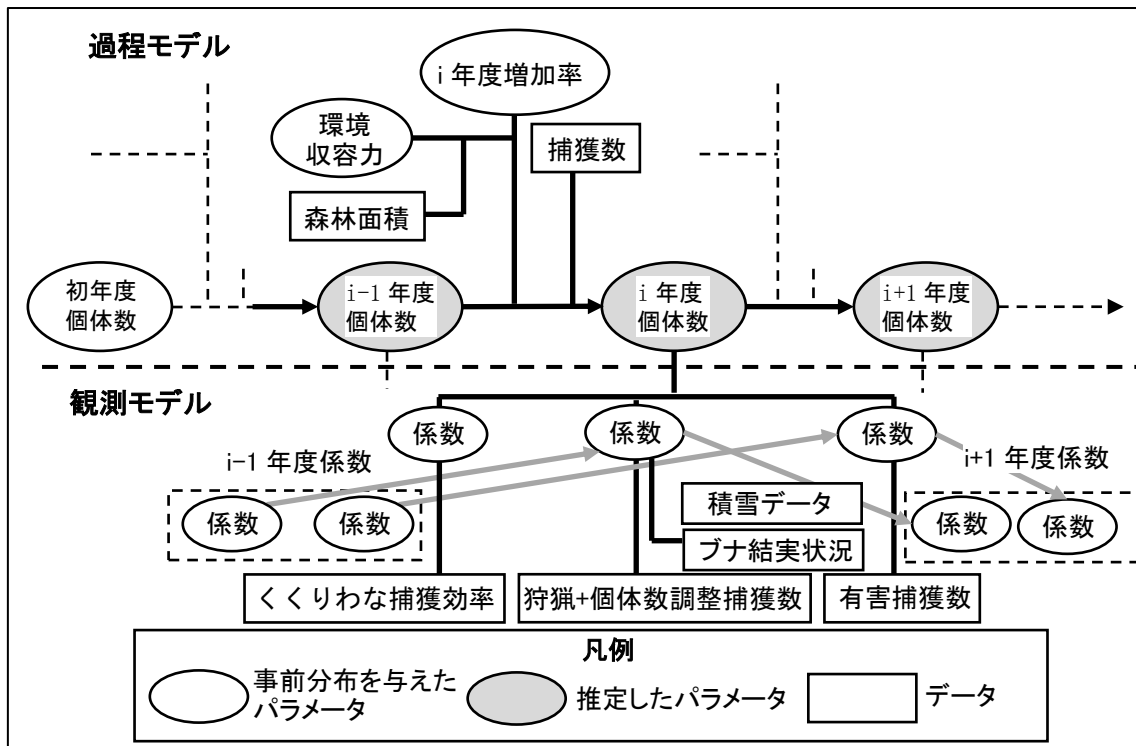 過程モデル
i 年度増加率
環境
収容力
捕獲数
森林面積
初年度
個体数
i-1 年度
個体数
i 年度
個体数
i+1 年度
個体数
観測モデル
係数
係数
係数
i-1 年度係数
i+1 年度係数
係数
係数
積雪データ
係数
係数
ブナ結実状況
くくりわな捕獲効率
狩猟+個体数調整捕獲数
有害捕獲数
凡例
事前分布を与えた
パラメータ
推定したパラメータ
データ